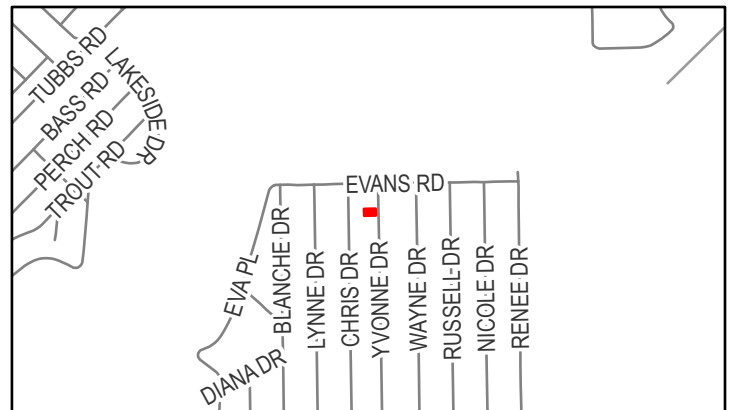 TUBBS RD
LAKESIDE DR
BASS RD
PERCH RD
TROUT RD
EVANS RD
EVA PL
BLANCHE DR
LYNNE DR
CHRIS DR
YVONNE DR
WAYNE DR
RUSSELL DR
NICOLE DR
RENEE DR
DIANA DR